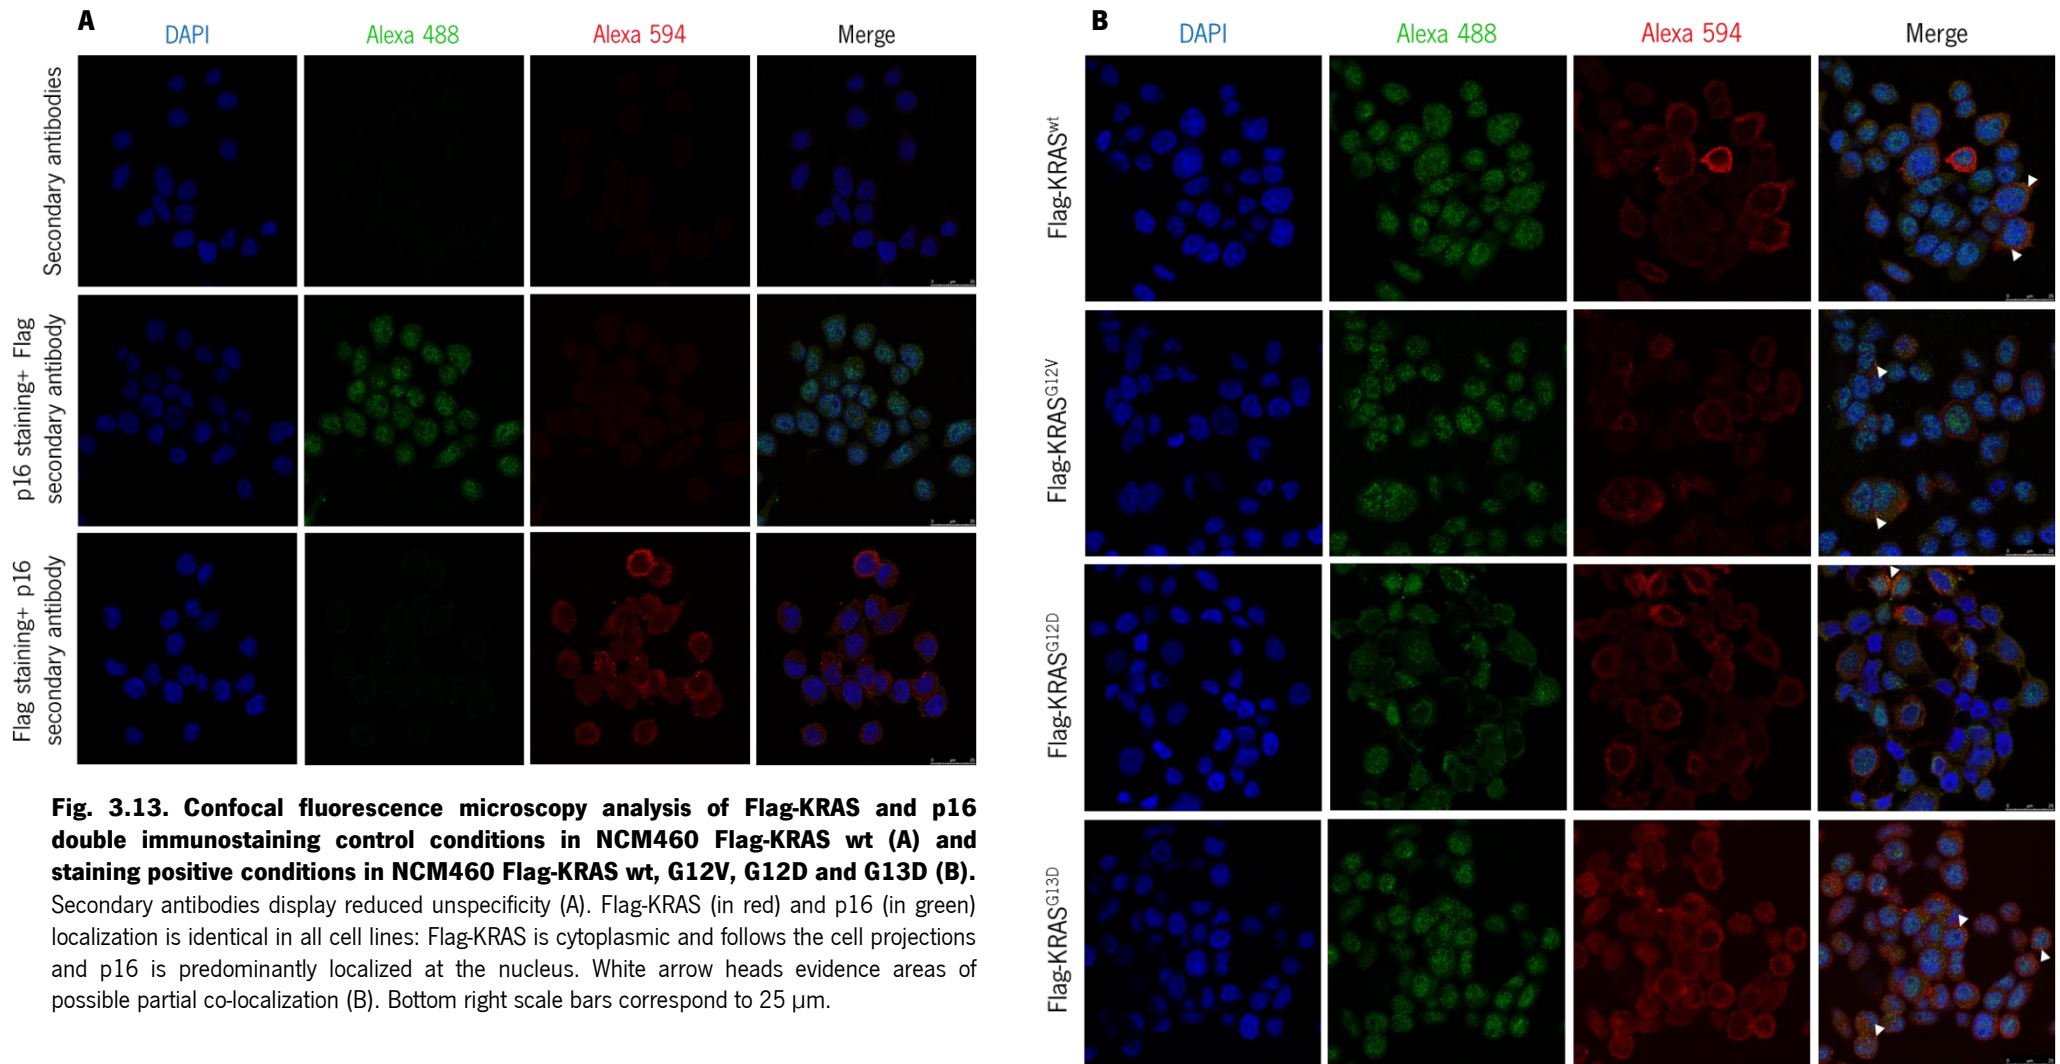 A
DAPI
Alexa 488
Alexa 594
Merge
Secondary antibodies
p16 staining+ Flag
secondary antibody
Flag staining+ p16
secondary antibody
Fig. 3.13. Confocal fluorescence microscopy analysis of Flag-KRAS and p16
double immunostaining control conditions in NCM460 Flag-KRAS wt (A) and
staining positive conditions in NCM460 Flag-KRAS wt, G12V, G12D and G13D (B).
Secondary antibodies display reduced unspecificity (A). Flag-KRAS (in red) and p16 (in green)
localization is identical in all cell lines: Flag-KRAS is cytoplasmic and follows the cell projections
and p16 is predominantly localized at the nucleus. White arrow heads evidence areas of
possible partial co-localization (B). Bottom right scale bars correspond to 25 µm.
B
DAPI
Alexa 488
Alexa 594
Merge
Flag-KRASwt
Flag-KRASG12V
Flag-KRASG12D
Flag-KRASG13D